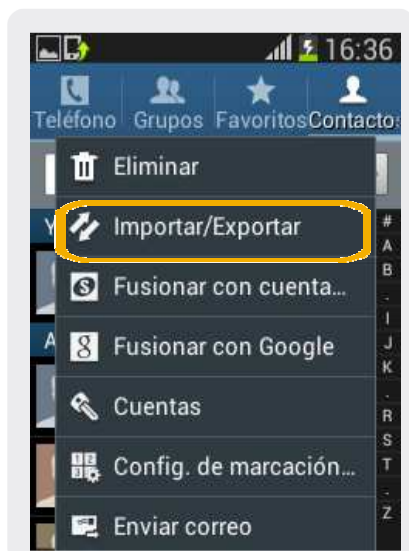 16:36
Teléfono Grupos Favoritos Contactos
Eliminar
Y
Importar/Exportar
#
A
B
Fusionar con cuenta...
.
I
A
8 Fusionar con Google
J
K
Cuentas
.
R
S
Config. de marcación...
T
.
Z
Enviar correo